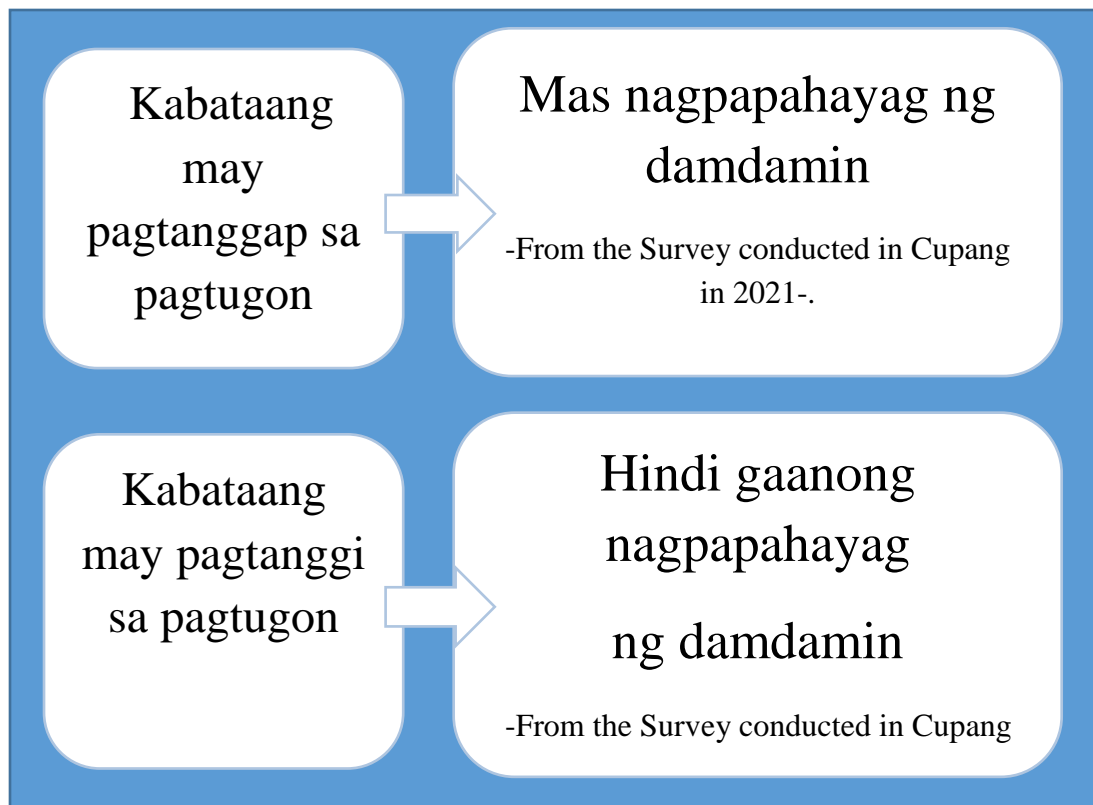 Kabataang
may
pagtanggap sa
pagtugon
Mas nagpapahayag ng
damdamin
-From the Survey conducted in Cupang
in 2021-.
Kabataang
may pagtanggi
sa pagtugon
Hindi gaanong
nagpapahayag
ng damdamin
-From the Survey conducted in Cupang